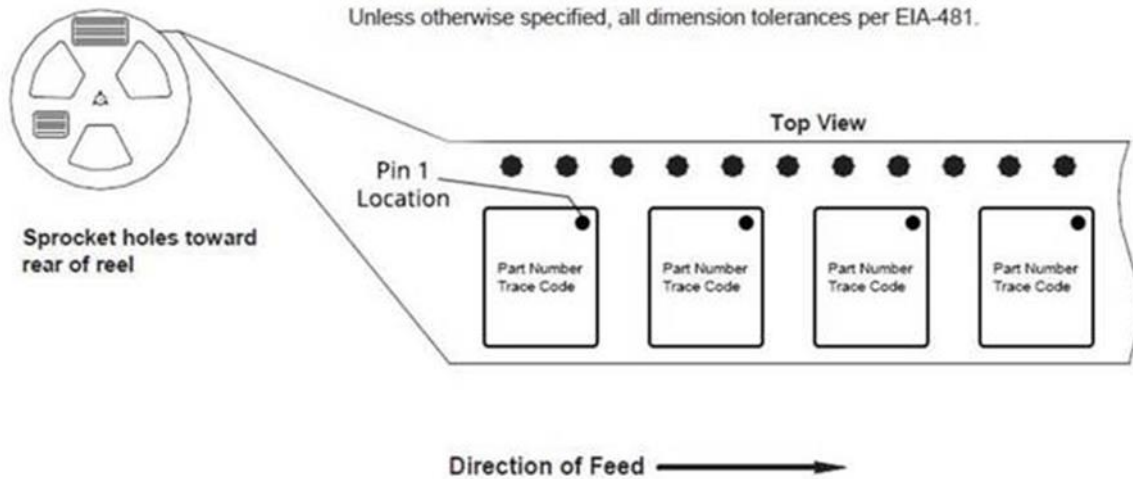 Unless otherwise specified, all dimension tolerances per EIA-481.
Top View
Pin 1
Location
Sprocket holes toward
rear of reel
Part Number
Trace Code
Part Number
Trace Code
Part Number
Trace Code
Part Number
Trace Code
Direction of Feed